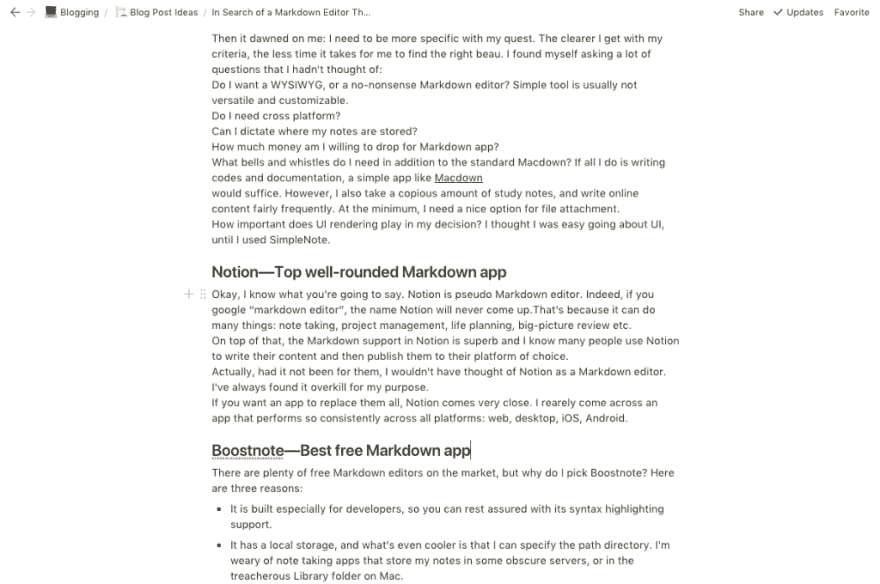 Blogging / Blog Post Ideas / In Search of a Markdown Editor Th...
Share Updates Favorite
Then it dawned on me: I need to be more specific with my quest. The clearer I get with my
criteria, the less time it takes for me to find the right beau. I found myself asking a lot of
questions that I hadn't thought of:
Do I want a WYSIWYG, or a no-nonsense Markdown editor? Simple tool is usually not
versatile and customizable.
Do I need cross platform?
Can I dictate where my notes are stored?
How much money am I willing to drop for Markdown app?
What bells and whistles do I need in addition to the standard Macdown? If all I do is writing
codes and documentation, a simple app like Macdown
would suffice. However, I also take a copious amount of study notes, and write online
content fairly frequently. At the minimum, I need a nice option for file attachment.
How important does UI rendering play in my decision? I thought I was easy going about UI,
until I used SimpleNote.
Notion—Top well-rounded Markdown app
Okay, I know what you're going to say. Notion is pseudo Markdown editor. Indeed, if you
google “markdown editor”, the name Notion will never come up.That's because it can do
many things: note taking, project management, life planning, big-picture review etc.
On top of that, the Markdown support in Notion is superb and I know many people use Notion
to write their content and then publish them to their platform of choice.
Actually, had it not been for them, I wouldn't have thought of Notion as a Markdown editor.
I've always found it overkill for my purpose.
If you want an app to replace them all, Notion comes very close. I rearely come across an
app that performs so consistently across all platforms: web, desktop, iOS, Android.
Boostnote—Best free Markdown app
There are plenty of free Markdown editors on the market, but why do I pick Boostnote? Here
are three reasons:
• It is built especially for developers, so you can rest assured with its syntax highlighting
support.
• It has a local storage, and what's even cooler is that I can specify the path directory. I'm
weary of note taking apps that store my notes in some obscure servers, or in the
treacherous Library folder on Mac.